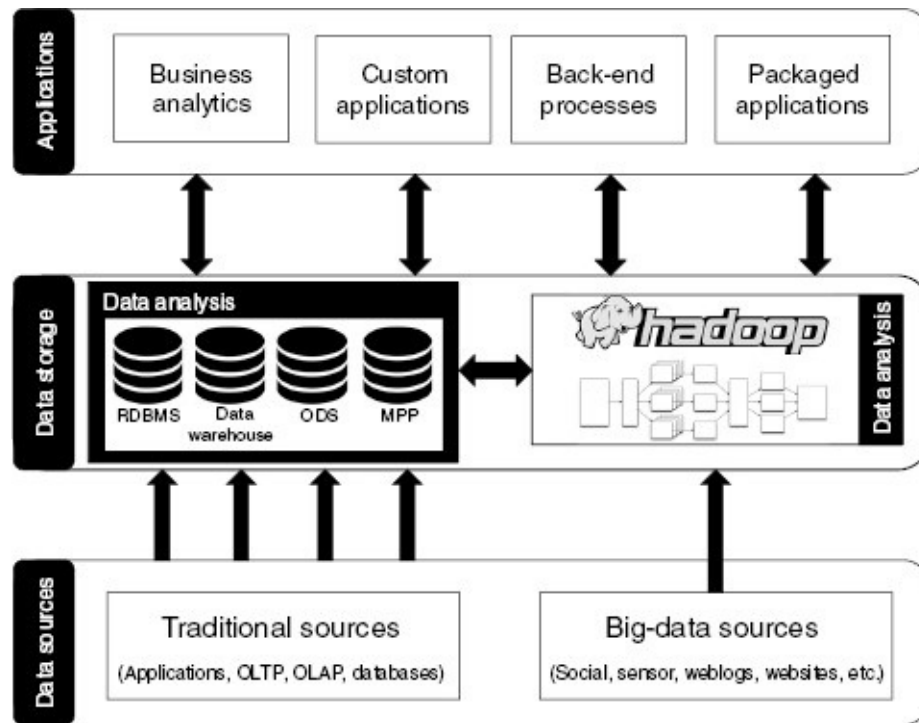 Applications
Business
analytics
Custom
applications
Back-end
processes
Packaged
applications
Data storage
Data analysis
RDBMS
Data
warehouse
ODS
MPP
hadoop
Data analysis
Data sources
Traditional sources
(Applications, OLTP, OLAP, databases)
Big-data sources
(Social, sensor, weblogs, websites, etc.)